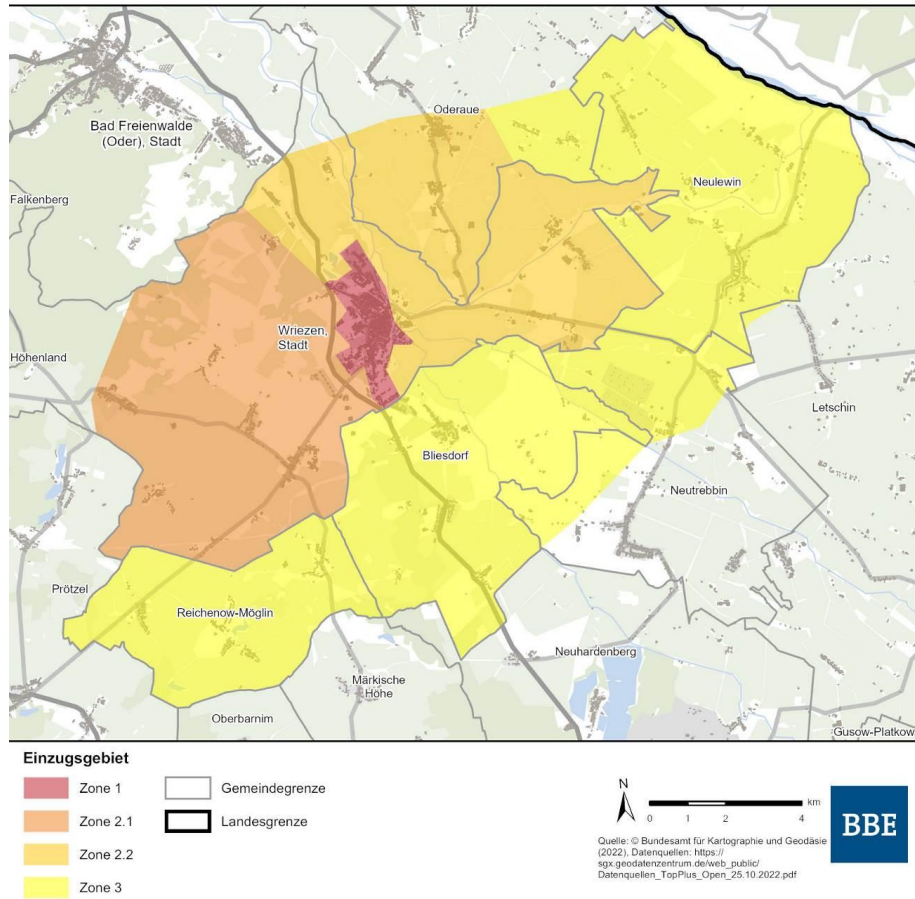 Oderaue
Bad Freienwalde
(Oder), Stadt
Neulewin
Falkenberg
Wriezen,
Stadt
Höhenland
Letschin
Bliesdorf
Neutrebbin
Prötzel
Reichenow-Möglin
Neuhardenberg
Märkische
Höhe
Oberbarnim
Gusow-Platkow
Einzugsgebiet
Zone 1
Gemeindegrenze
Zone 2.1
Landesgrenze
Zone 2.2
Zone 3
N
km
0 1 2 4
BBE
Quelle: © Bundesamt für Kartographie und Geodäsie
(2022), Datenquellen: https://
sgx.geodatenzentrum.de/web_public/
Datenquellen_TopPlus_Open_25.10.2022.pdf